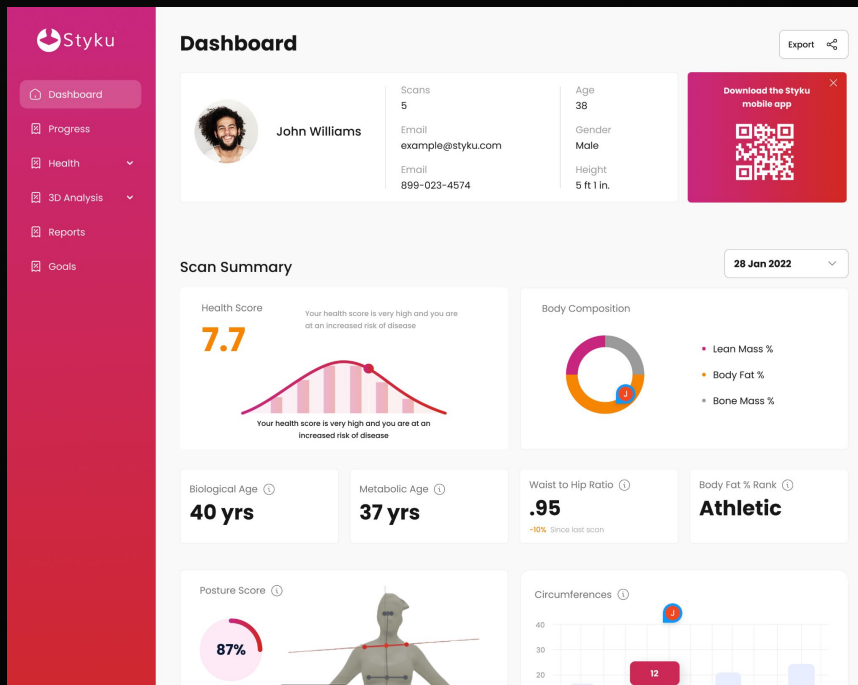 Styku
Dashboard
Progress
Health
3D Analysis
Reports
Goals
Dashboard
Export
John Williams
Scans
5
Email
example@styku.com
Email
899-023-4574
Age
38
Gender
Male
Height
5 ft 1 in.
Download the Styku
mobile app
Scan Summary
28 Jan 2022
Health Score
7.7
Your health score is very high and you are
at an increased risk of disease
Your health score is very high and you are at an
increased risk of disease
Body Composition
J
Lean Mass %
Body Fat %
Bone Mass %
Biological Age
40 yrs
Metabolic Age
37 yrs
Waist to Hip Ratio
.95
-10% Since last scan
Body Fat % Rank
Athletic
Posture Score
87%
Circumferences
J
40
30
20
12